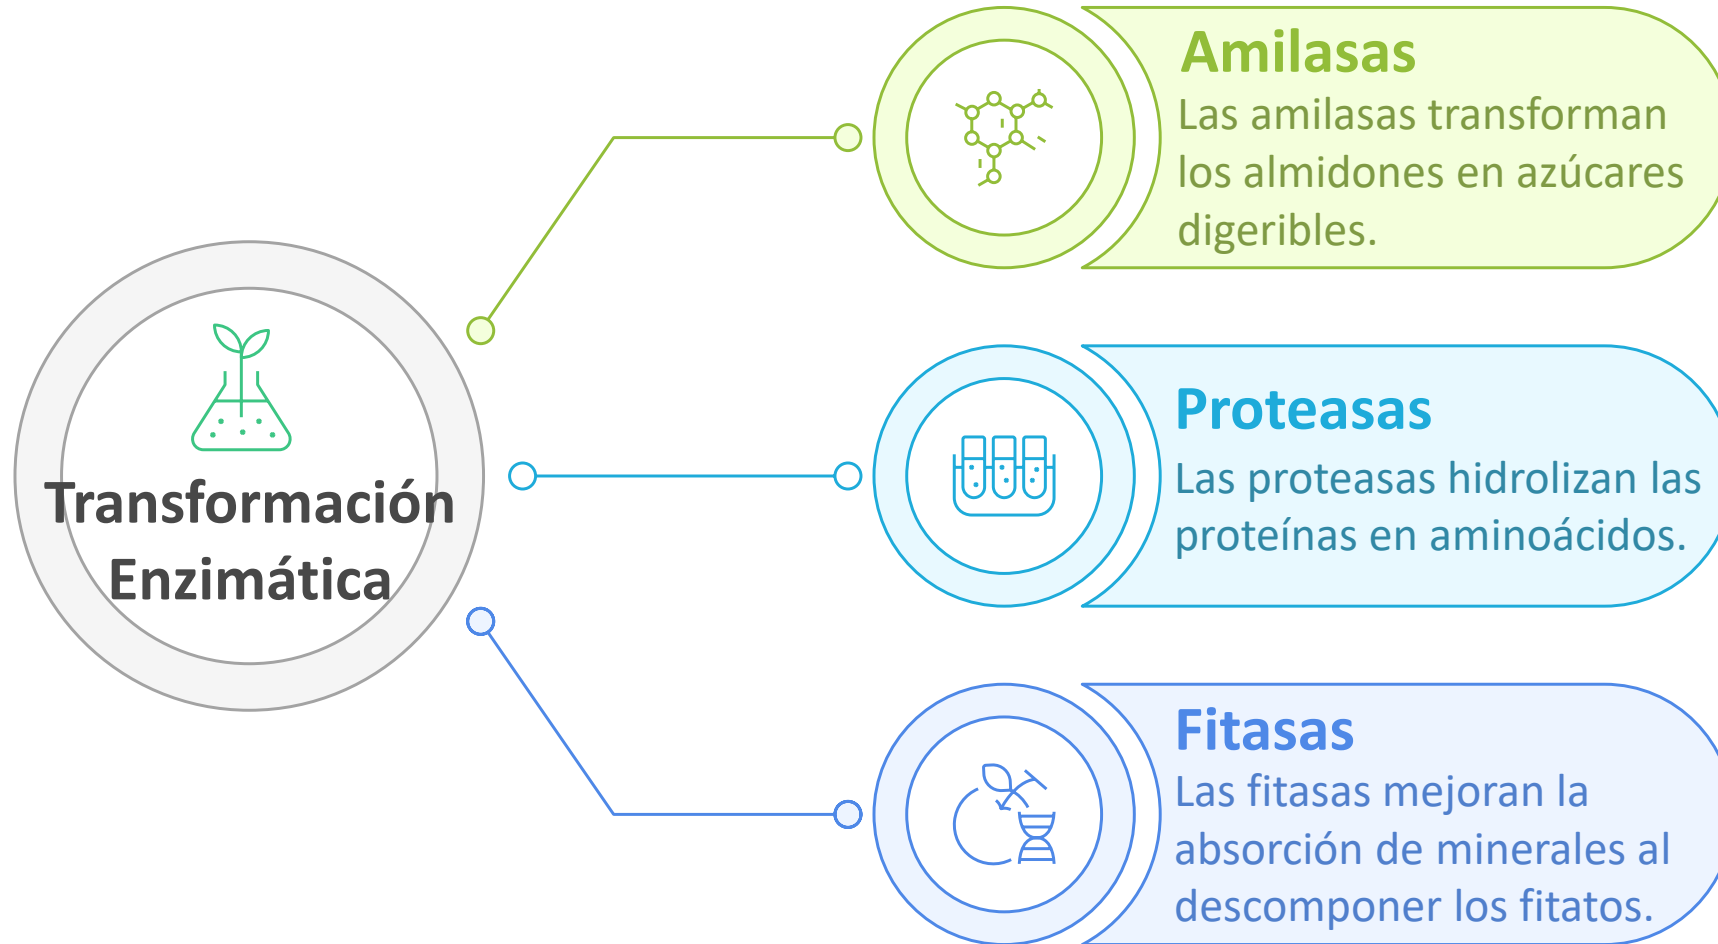 Transformación
Enzimática
Amilasas
Las amilasas transforman
los almidones en azúcares
digeribles.
Proteasas
Las proteasas hidrolizan las
proteínas en aminoácidos.
Fitasas
Las fitasas mejoran la
absorción de minerales al
descomponer los fitatos.